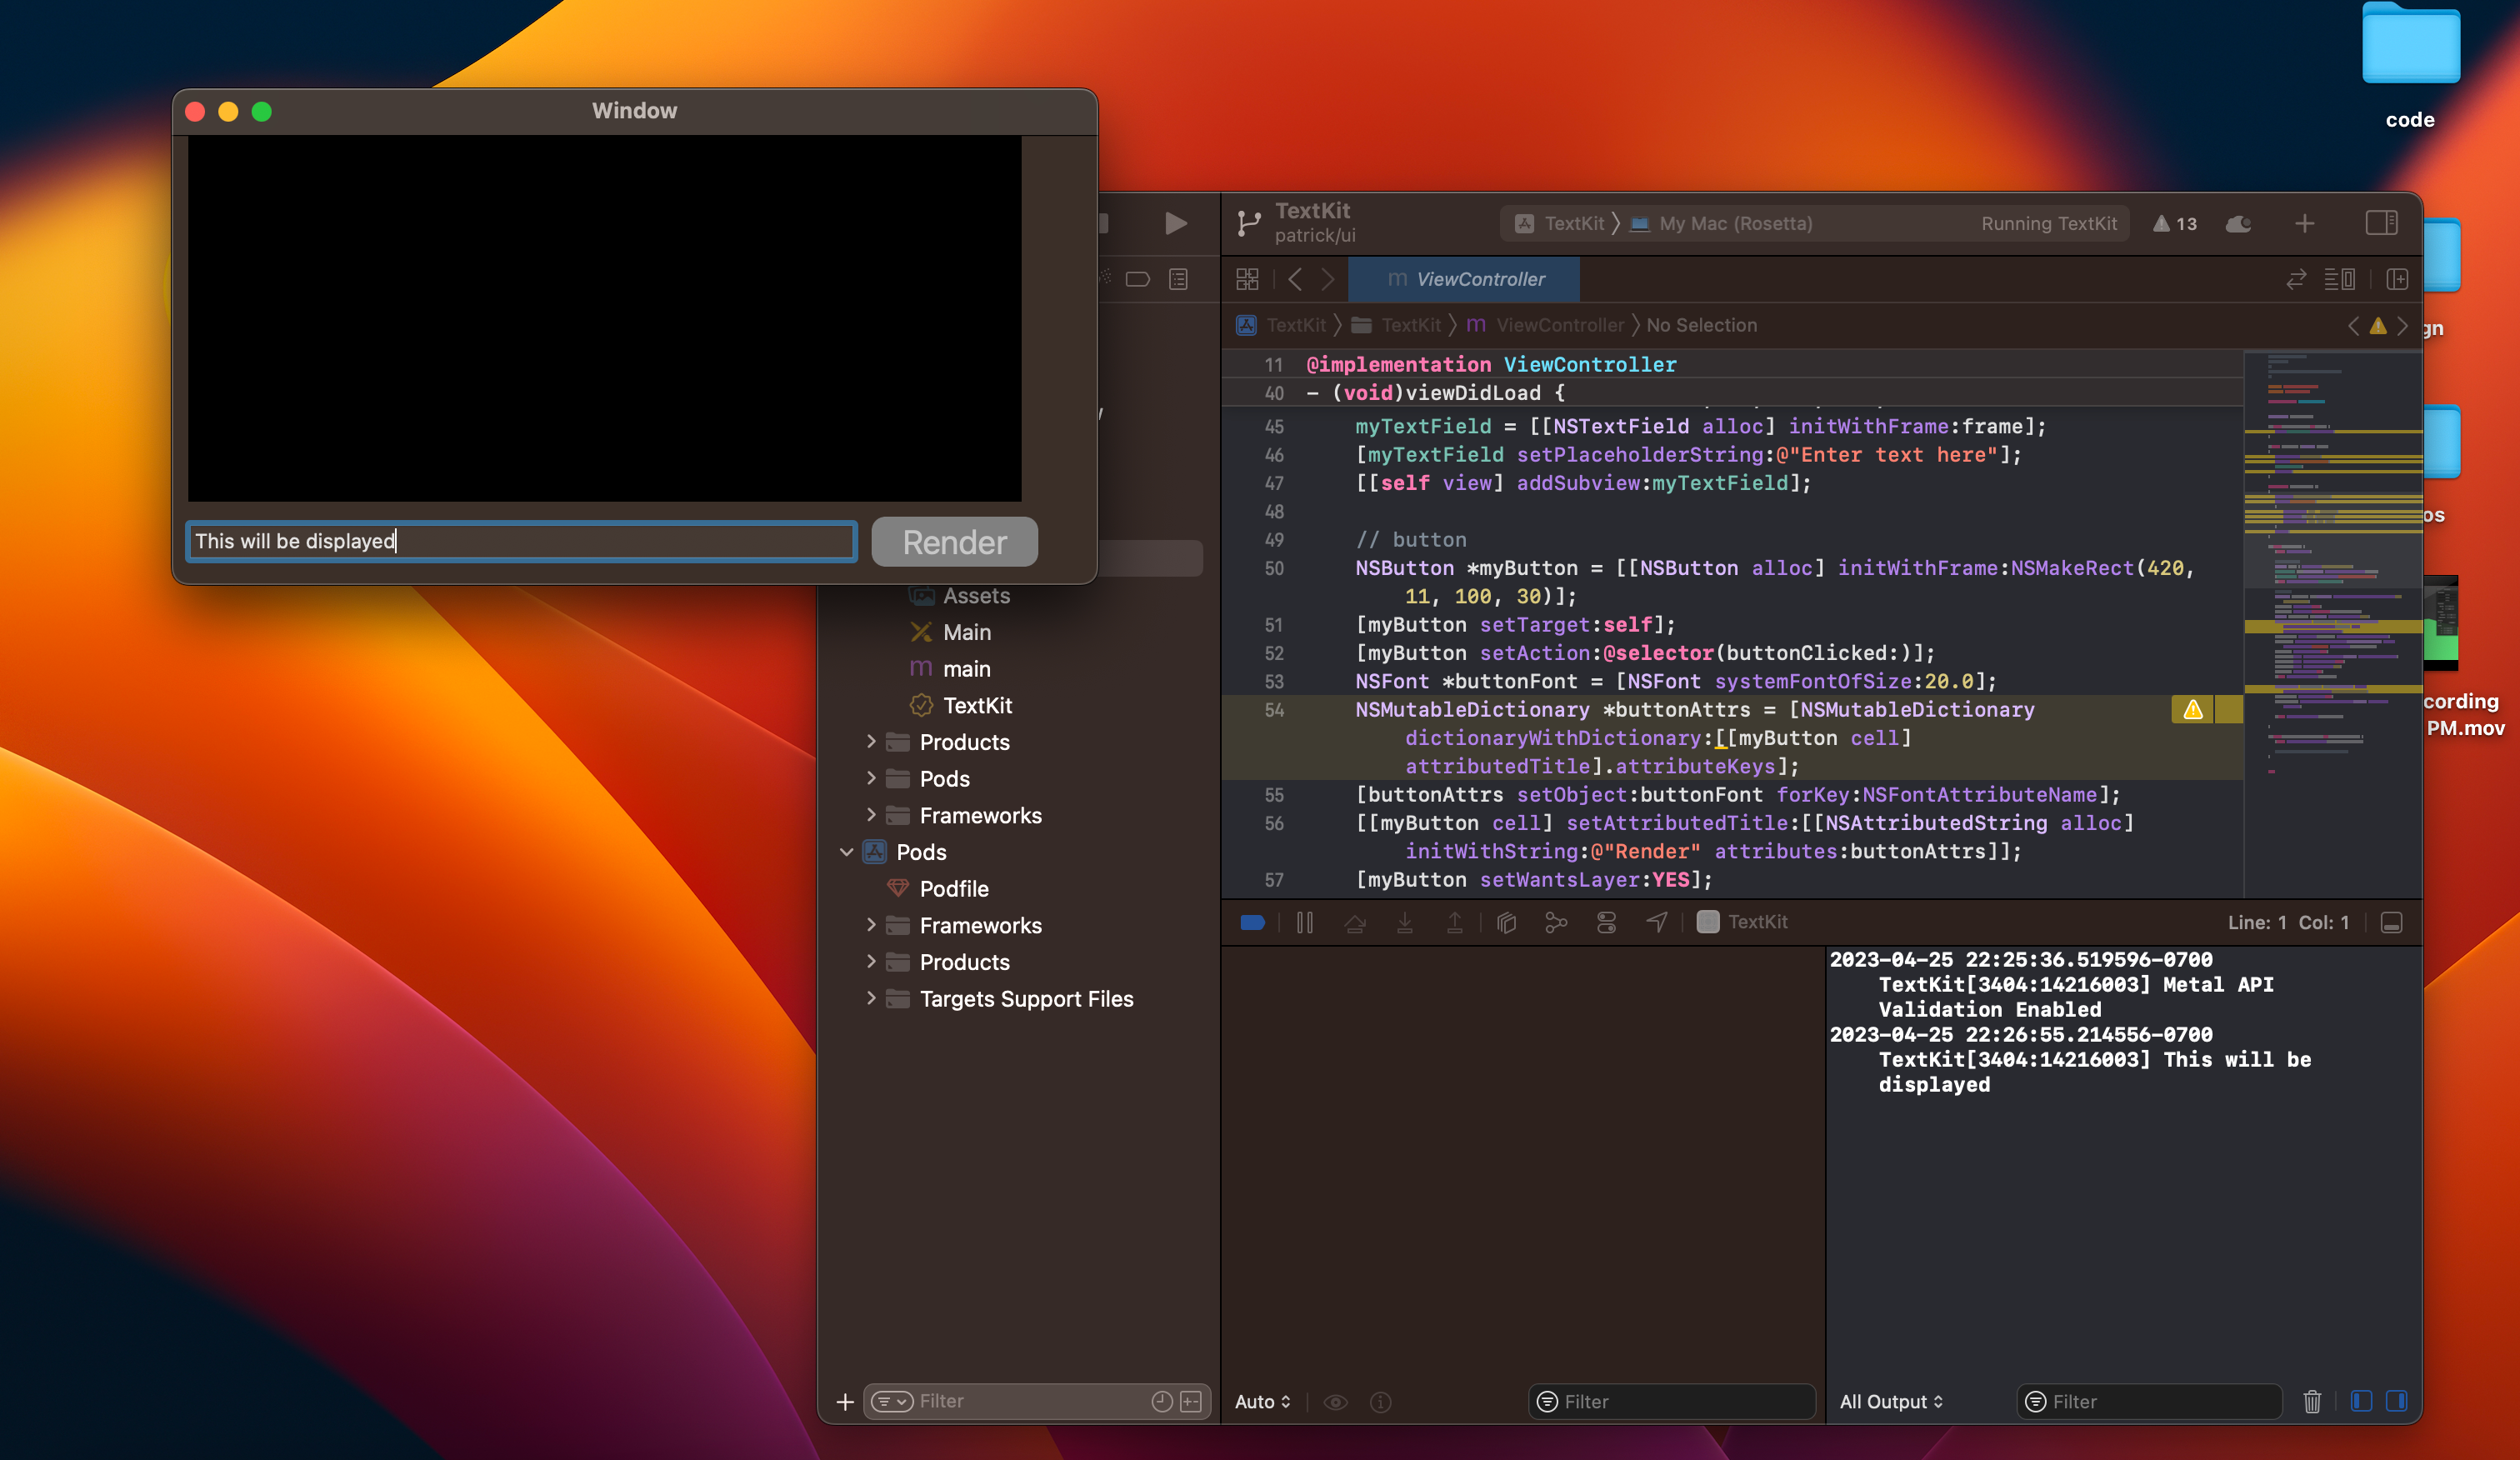 code
Window
This will be displayed
Render
TextKit
patrick/ui
TextKit
My Mac (Rosetta)
Running TextKit
13
m ViewController
TextKit
TextKit
m ViewController
No Selection
gn
11 @implementation ViewController
40 - (void)viewDidLoad {
45 myTextField = [[NSTextField alloc] initWithFrame:frame];
46 [myTextField setPlaceholderString:@"Enter text here"];
47 [[self view] addSubview:myTextField];
48
49 // button
50 NSButton *myButton = [[NSButton alloc] initWithFrame:NSMakeRect(420,
11, 100, 30)];
51 [myButton setTarget:self];
52 [myButton setAction:@selector(buttonClicked:)];
53 NSFont *buttonFont = [NSFont systemFontOfSize:20.0];
54 NSMutableDictionary *buttonAttrs = [NSMutableDictionary
dictionaryWithDictionary:[[myButton cell]
attributedTitle].attributeKeys];
55 [buttonAttrs setObject:buttonFont forKey:NSFontAttributeName];
56 [[myButton cell] setAttributedTitle:[[NSAttributedString alloc]
initWithString:@"Render" attributes:buttonAttrs]];
57 [myButton setWantsLayer:YES];
os
cording
PM.mov
Assets
Main
m main
TextKit
Products
Pods
Frameworks
Pods
Podfile
Frameworks
Products
Targets Support Files
Filter
TextKit
Line: 1 Col: 1
2023-04-25 22:25:36.519596-0700
TextKit[3404:14216003] Metal API
Validation Enabled
2023-04-25 22:26:55.214556-0700
TextKit[3404:14216003] This will be
displayed
Auto
Filter
All Output
Filter